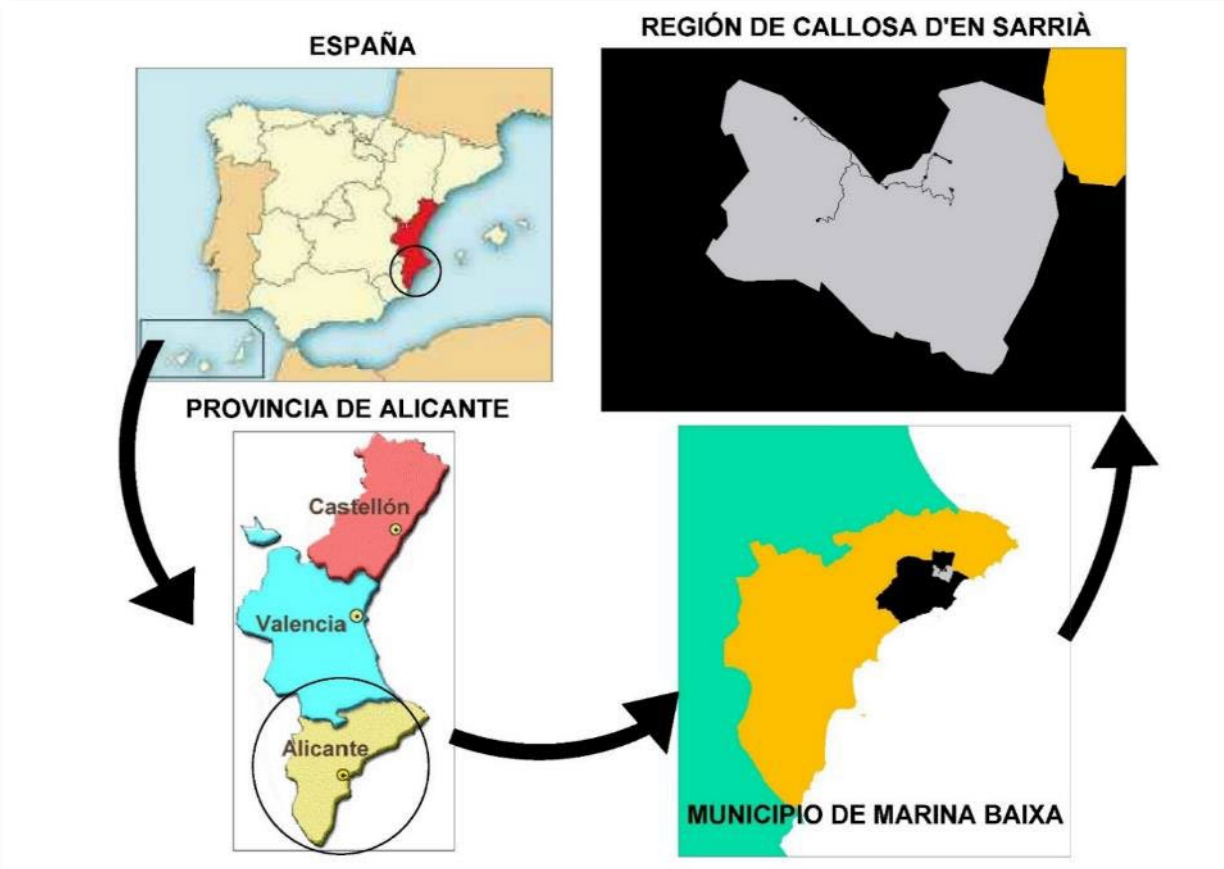 ESPAÑA
REGIÓN DE CALLOSA D'EN SARRIÀ
PROVINCIA DE ALICANTE
Castellón
Valencia
Alicante
MUNICIPIO DE MARINA BAIXA